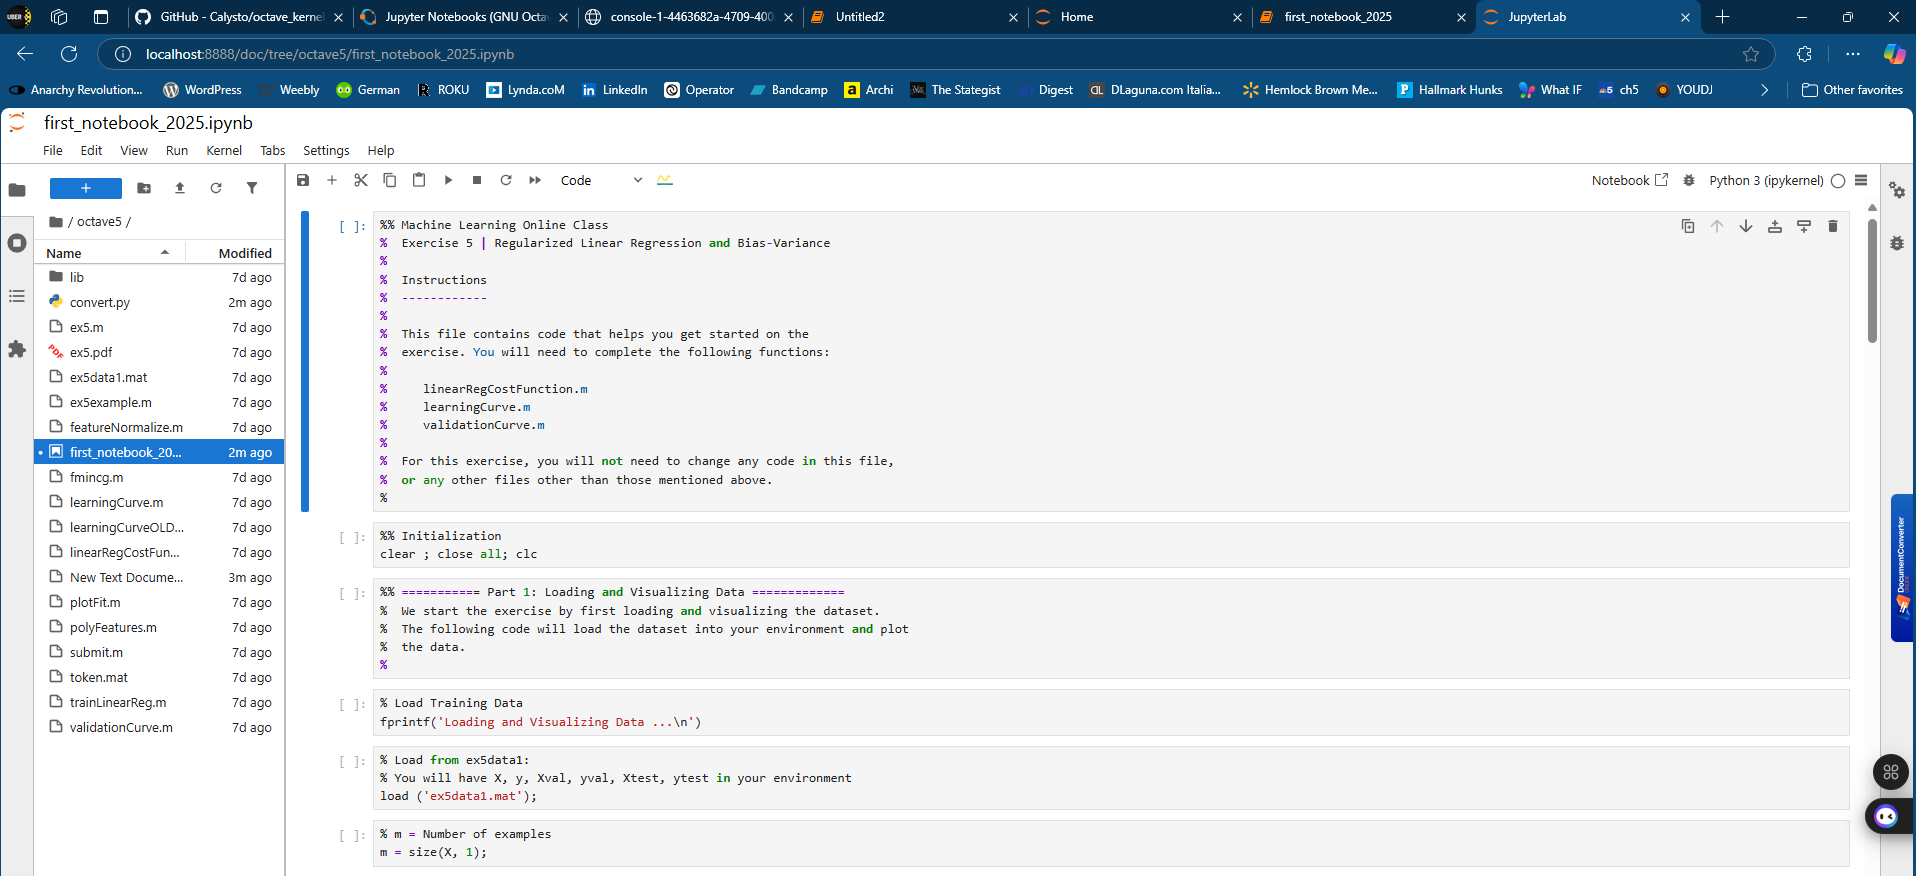 GitHub - Calysto/octave_kerne
Jupyter Notebooks (GNU Octav
console-1-4463682a-4709-400
Untitled2
Home
first_notebook_2025
JupyterLab
localhost:8888/doc/tree/octave5/first_notebook_2025.ipynb
Anarchy Revolution...
WordPress
Weebly
German
ROKU
Lynda.coM
LinkedIn
Operator
Bandcamp
Archi
The Stategist
Digest
DLaguna.com Italia...
Hemlock Brown Me...
Hallmark Hunks
What IF
ch5
YOUDJ
Other favorites
first_notebook_2025.ipynb
File Edit View Run Kernel Tabs Settings Help
Code
Notebook
Python 3 (ipykernel)
/ octave5 /
Name Modified
lib 7d ago
convert.py 2m ago
ex5.m 7d ago
ex5.pdf 7d ago
ex5data1.mat 7d ago
ex5example.m 7d ago
featureNormalize.m 7d ago
first_notebook_20... 2m ago
fmincg.m 7d ago
learningCurve.m 7d ago
learningCurveOLD... 7d ago
linearRegCostFun... 7d ago
New Text Docume... 3m ago
plotFit.m 7d ago
polyFeatures.m 7d ago
submit.m 7d ago
token.mat 7d ago
trainLinearReg.m 7d ago
validationCurve.m 7d ago
[ ]: %% Machine Learning Online Class
%  Exercise 5 | Regularized Linear Regression and Bias-Variance
%
%  Instructions
%  ------------
%
%  This file contains code that helps you get started on the
%  exercise. You will need to complete the following functions:
%
%     linearRegCostFunction.m
%     learningCurve.m
%     validationCurve.m
%
%  For this exercise, you will not need to change any code in this file,
%  or any other files other than those mentioned above.
%
[ ]: %% Initialization
clear ; close all; clc
[ ]: %% =========== Part 1: Loading and Visualizing Data =============
%  We start the exercise by first loading and visualizing the dataset.
%  The following code will load the dataset into your environment and plot
%  the data.
%
[ ]: % Load Training Data
fprintf('Loading and Visualizing Data ...\n')
[ ]: % Load from ex5data1:
% You will have X, y, Xval, yval, Xtest, ytest in your environment
load ('ex5data1.mat');
[ ]: % m = Number of examples
m = size(X, 1);
DocumentConverter